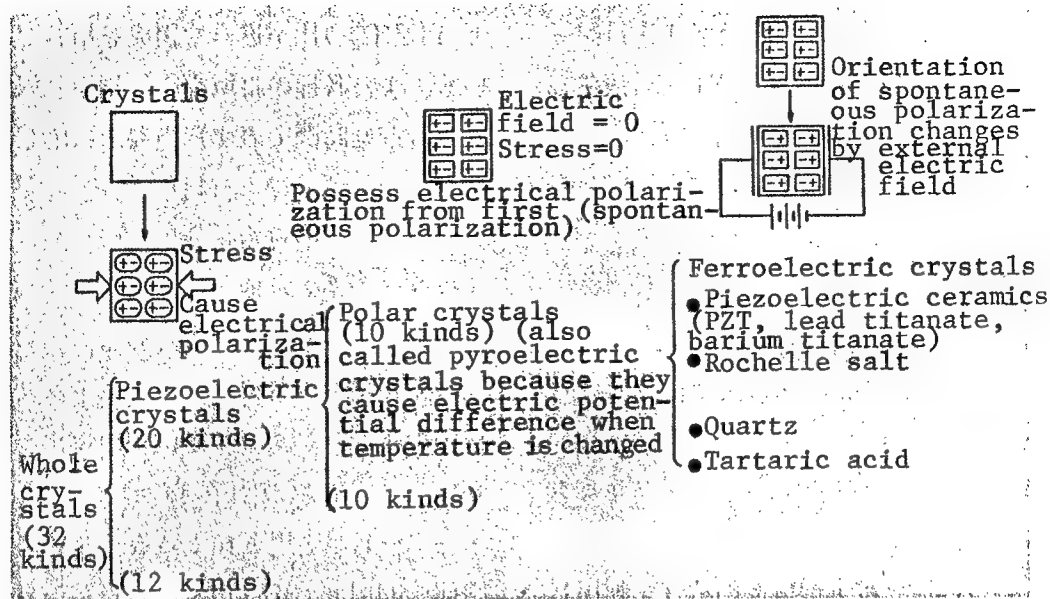 Crystals
Stress
Cause
electrical
polariza-
tion
Electric
field = 0
Stress=0
Possess electrical polari-
zation from first (spontan-
eous polarization)
Orientation
of spontane-
ous polariza-
tion changes
by external
electric
field
Whole
cry-
stals
(32
kinds)
Piezoelectric
crystals
(20 kinds)
(12 kinds)
Polar crystals
(10 kinds) (also
called pyroelectric
crystals because they
cause electric poten-
tial difference when
temperature is changed
(10 kinds)
Ferroelectric crystals
●Piezoelectric ceramics
(PZT, lead titanate,
barium titanate)
●Rochelle salt
●Quartz
●Tartaric acid